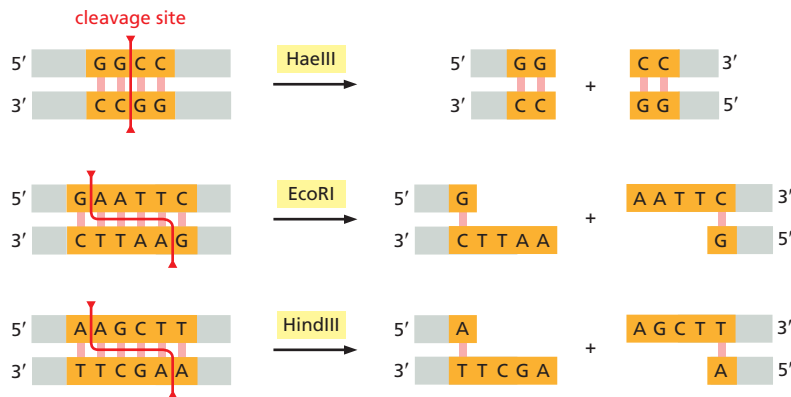 cleavage site
5′ G G C C HaeIII 5′ G G C C 3′
3′ C C G G 3′ C C + G G 5′
5′ G A A T T C EcoRI 5′ G A A T T C 3′
3′ C T T A A G 3′ C T T A A + G 5′
5′ A A G C T T HindIII 5′ A A G C T T 3′
3′ T T C G A A 3′ T T C G A + A 5′